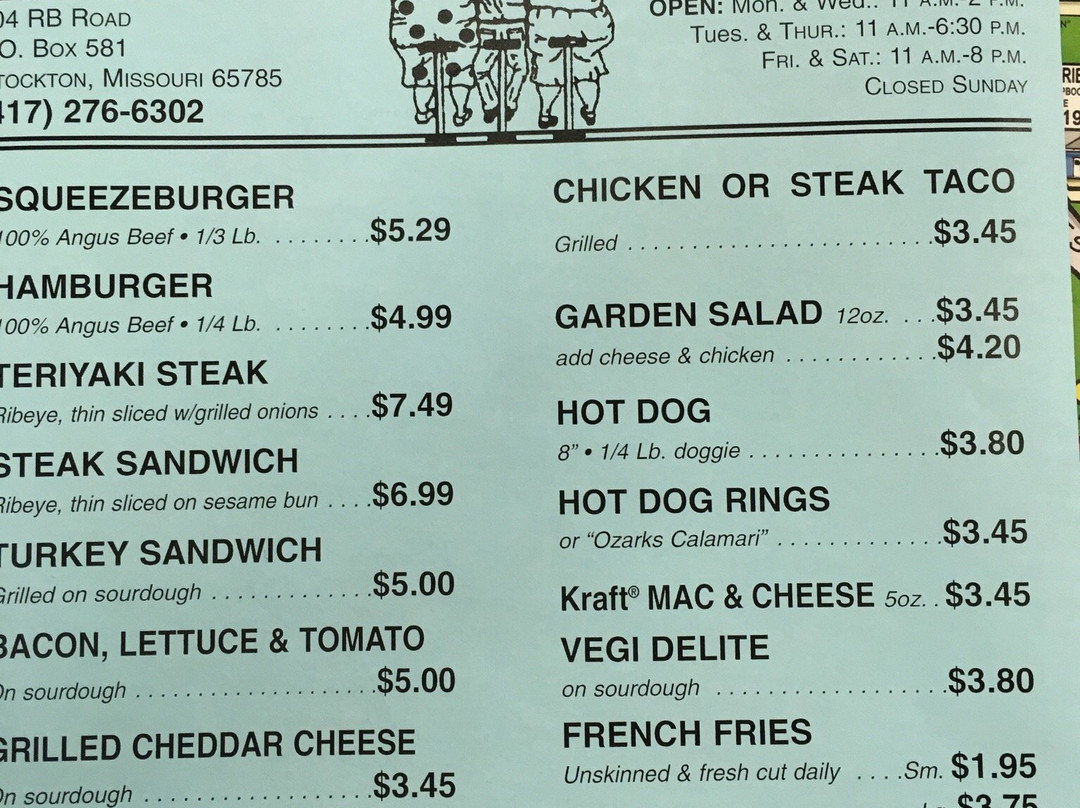 04 RB ROAD
P.O. BOX 581
STOCKTON, MISSOURI 65785
417) 276-6302
OPEN: MON. & WED.: 11 A.M.-2 P.M.
TUES. & THUR.: 11 A.M.-6:30 P.M.
FRI. & SAT.: 11 A.M.-8 P.M.
CLOSED SUNDAY
SQUEEZEBURGER
100% Angus Beef • 1/3 Lb. ........$5.29
HAMBURGER
100% Angus Beef • 1/4 Lb. ........$4.99
TERIYAKI STEAK
Ribeye, thin sliced w/grilled onions ....$7.49
STEAK SANDWICH
Ribeye, thin sliced on sesame bun ....$6.99
TURKEY SANDWICH
Grilled on sourdough .............$5.00
BACON, LETTUCE & TOMATO
On sourdough ...................$5.00
GRILLED CHEDDAR CHEESE
On sourdough ..................$3.45
CHICKEN OR STEAK TACO
Grilled ........................$3.45
GARDEN SALAD 12oz. ...$3.45
add cheese & chicken ............$4.20
HOT DOG
8" • 1/4 Lb. doggie ...............$3.80
HOT DOG RINGS
or "Ozarks Calamari" .............$3.45
Kraft® MAC & CHEESE 5oz. . $3.45
VEGI DELITE
on sourdough ..................$3.80
FRENCH FRIES
Unskinned & fresh cut daily ....Sm. $1.95
$3.75